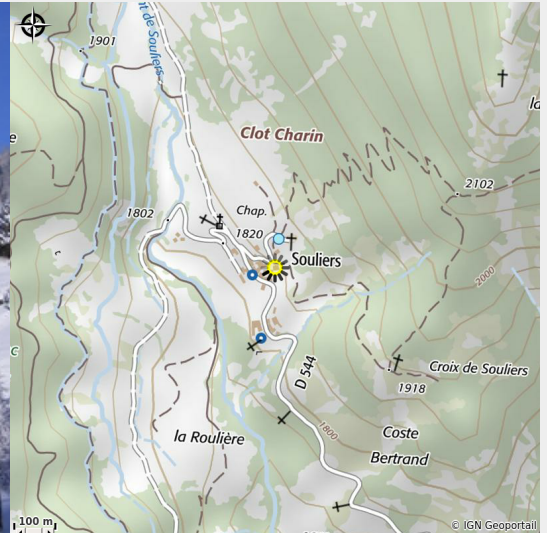 1901
t de Souliers
Clot Charin
2102
la
e
Chap.
1802
1820
Souliers
2000
c
D 544
Croix de Souliers
1918
la Roulière
1800
Coste
Bertrand
100 m
© IGN Geoportail